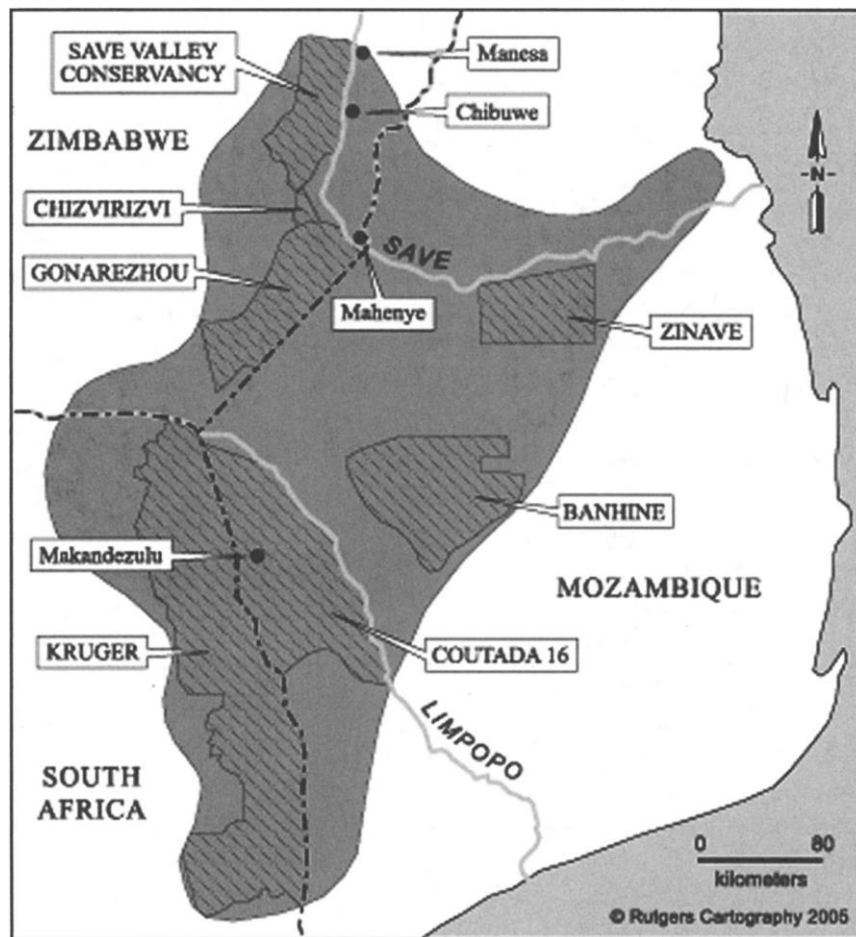 SAVE VALLEY
CONSERVANCY
Manesa
Chibuwe
ZIMBABWE
-N-
CHIZVIRIZVI
SAVE
GONAREZHOU
Mahenye
ZINAVE
BANHINE
Makandezulu
MOZAMBIQUE
KRUGER
COUTADA 16
LIMPOPO
SOUTH
AFRICA
0 80
kilometers
© Rutgers Cartography 2005